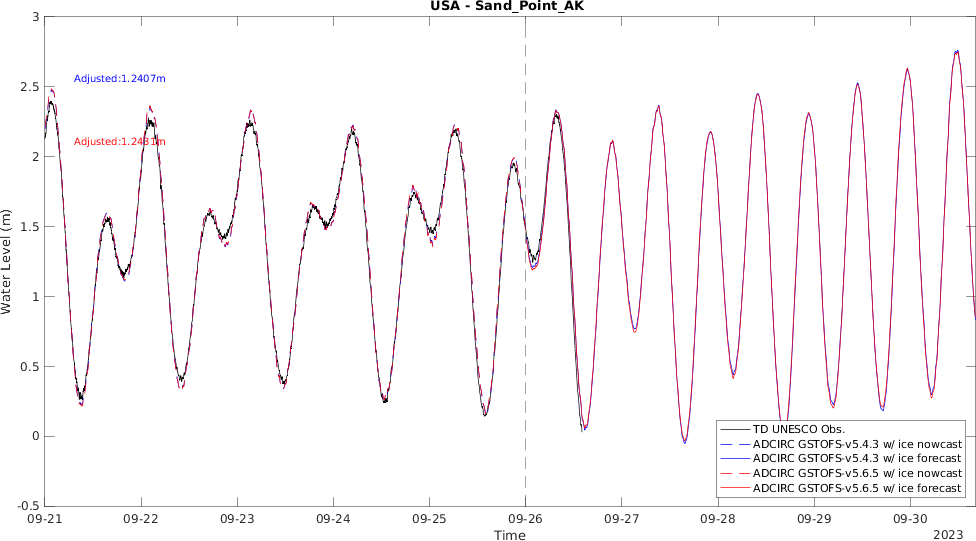 USA - Sand_Point_AK
3
2.5
2
1.5
1
0.5
0
-0.5
Water Level (m)
Adjusted:1.2407m
Adjusted:1.2431m
TD UNESCO Obs.
ADCIRC GSTOFS-v5.4.3 w/ ice nowcast
ADCIRC GSTOFS-v5.4.3 w/ ice forecast
ADCIRC GSTOFS-v5.6.5 w/ ice nowcast
ADCIRC GSTOFS-v5.6.5 w/ ice forecast
09-21 09-22 09-23 09-24 09-25 09-26 09-27 09-28 09-29 09-30
Time
2023